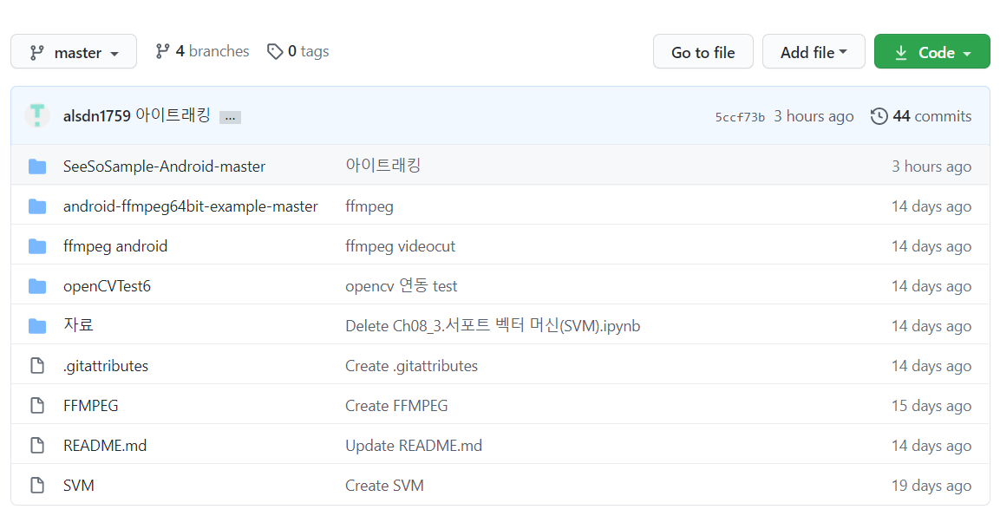 master 4 branches 0 tags Go to file Add file Code
alsdn1759 아이트래킹 ... 5ccf73b 3 hours ago 44 commits
SeeSoSample-Android-master 아이트래킹 3 hours ago
android-ffmpeg64bit-example-master ffmpeg 14 days ago
ffmpeg android ffmpeg videocut 14 days ago
openCVTest6 opencv 연동 test 14 days ago
자료 Delete Ch08_3.서포트 벡터 머신(SVM).ipynb 14 days ago
.gitattributes Create .gitattributes 14 days ago
FFMPEG Create FFMPEG 15 days ago
README.md Update README.md 14 days ago
SVM Create SVM 19 days ago